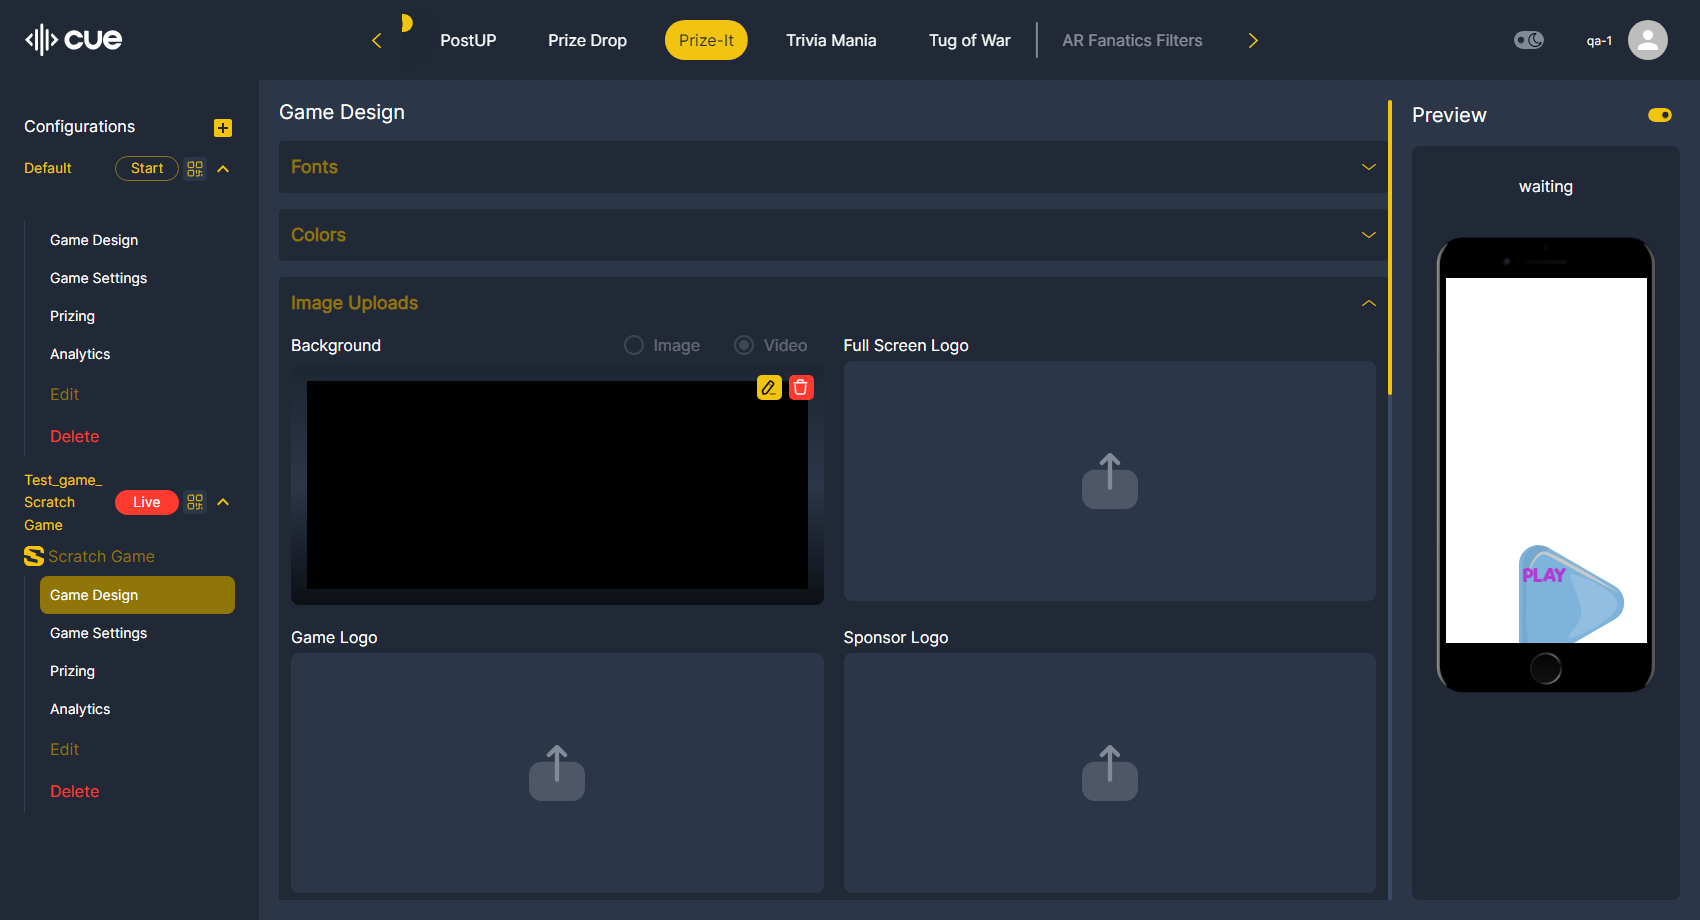 cue
PostUP
Prize Drop
Prize-It
Trivia Mania
Tug of War
AR Fanatics Filters
qa-1
Configurations
Default
Start
Game Design
Game Settings
Prizing
Analytics
Edit
Delete
Test_game_
Scratch
Game
Live
Scratch Game
Game Design
Game Settings
Prizing
Analytics
Edit
Delete
Game Design
Fonts
Colors
Image Uploads
Background
Image
Video
Full Screen Logo
Game Logo
Sponsor Logo
Preview
waiting
PLAY